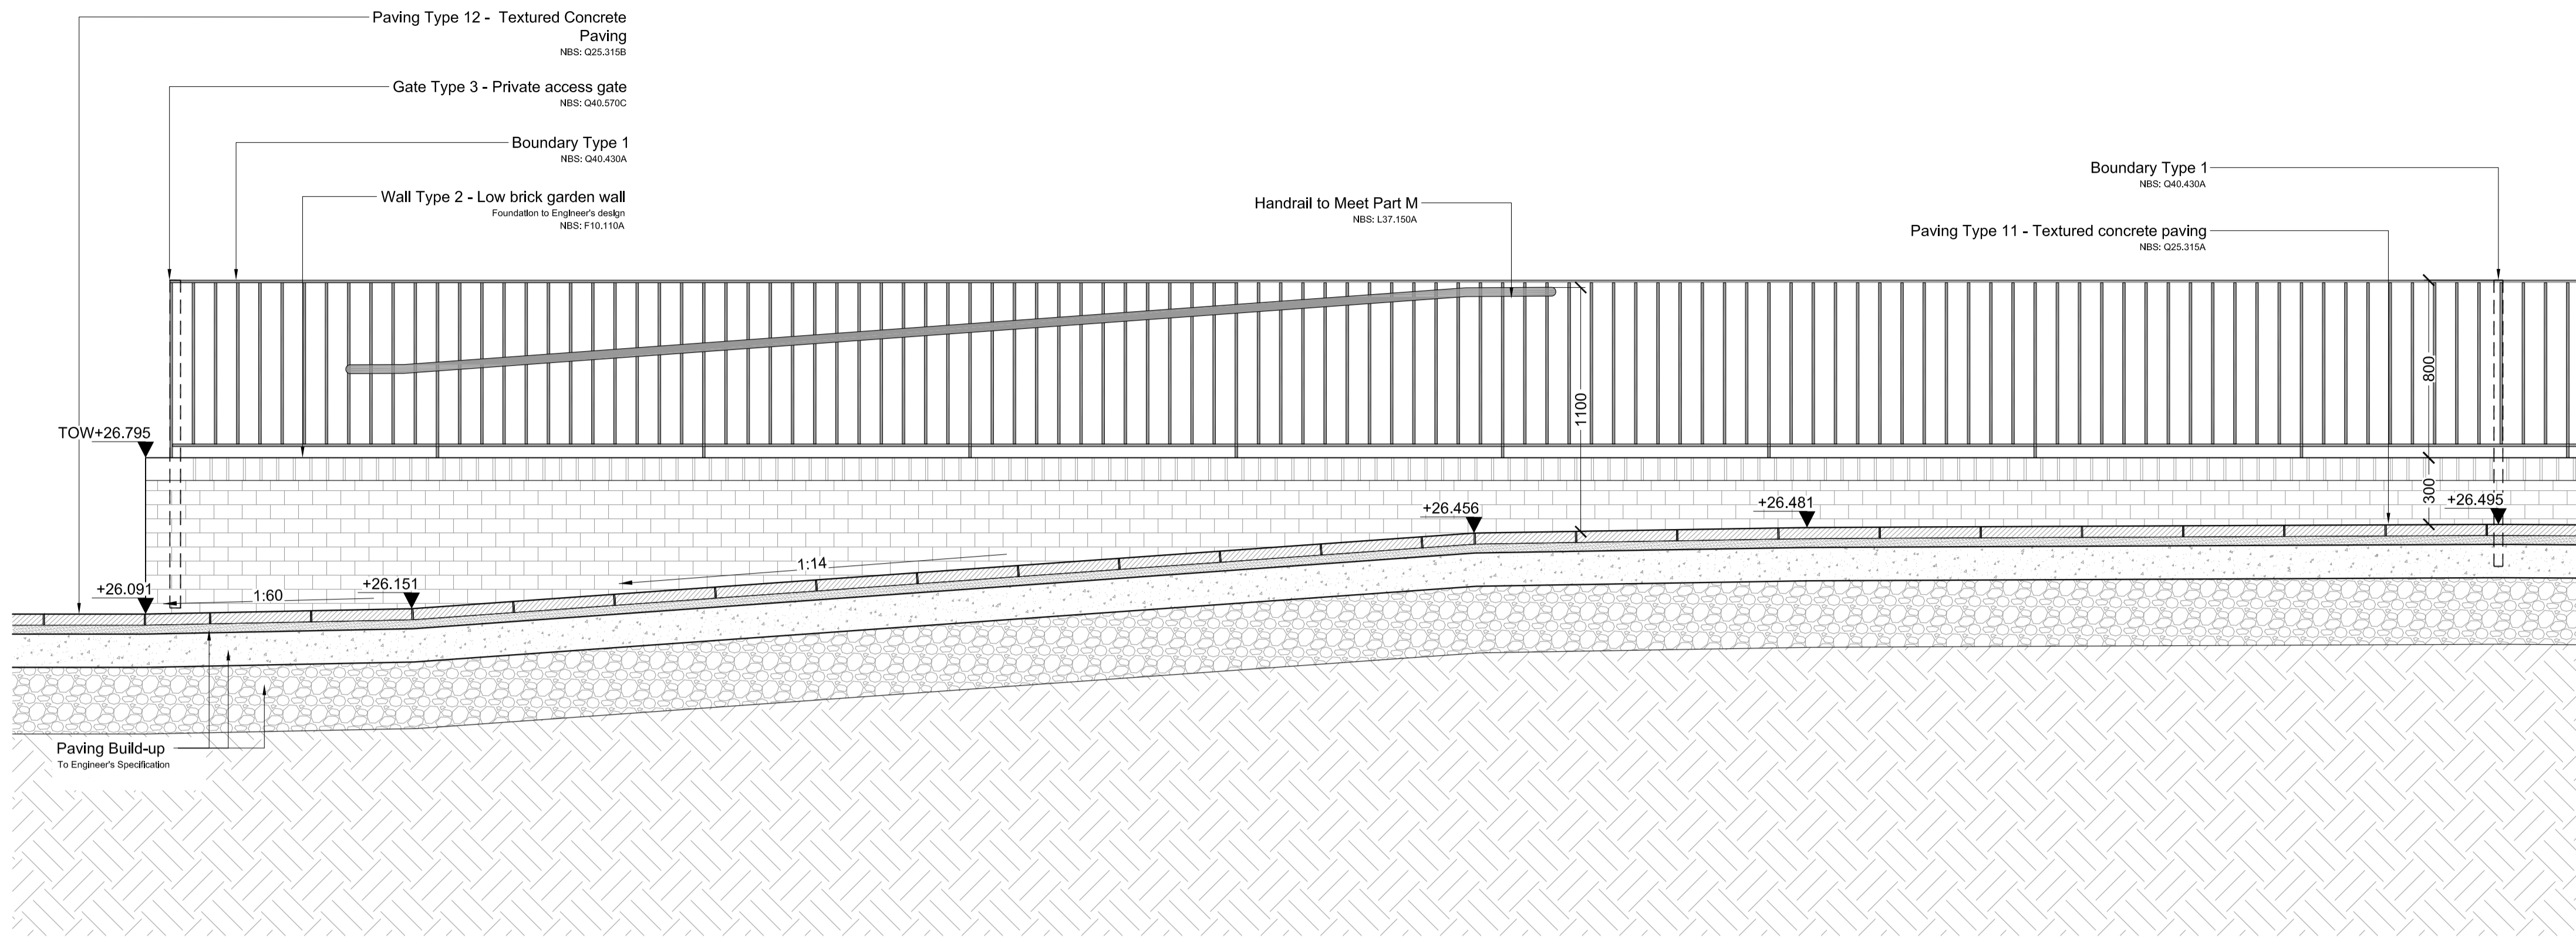 Paving Type 12 - Textured Concrete
Paving
NBS: Q25.315B
Gate Type 3 - Private access gate
NBS: Q40.570C
Boundary Type 1
NBS: Q40.430A
Wall Type 2 - Low brick garden wall
Foundation to Engineer's design
NBS: F10.110A
Handrail to Meet Part M
NBS: L37.150A
Boundary Type 1
NBS: Q40.430A
Paving Type 11 - Textured concrete paving
NBS: Q25.315A
800
1100
TOW+26.795
300
+26.456
+26.481
+26.495
1:14
+26.091
1:60
+26.151
Paving Build-up
To Engineer's Specification